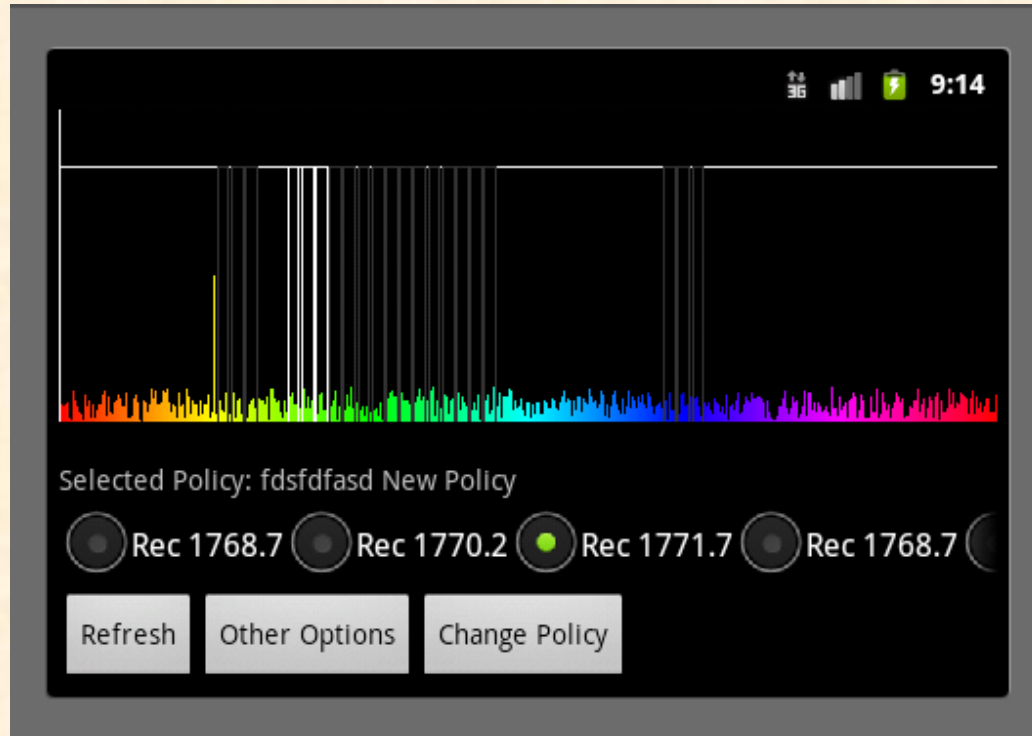 3G 9:14
Selected Policy: fdsfdfasd New Policy
Rec 1768.7 Rec 1770.2 Rec 1771.7 Rec 1768.7
Refresh Other Options Change Policy